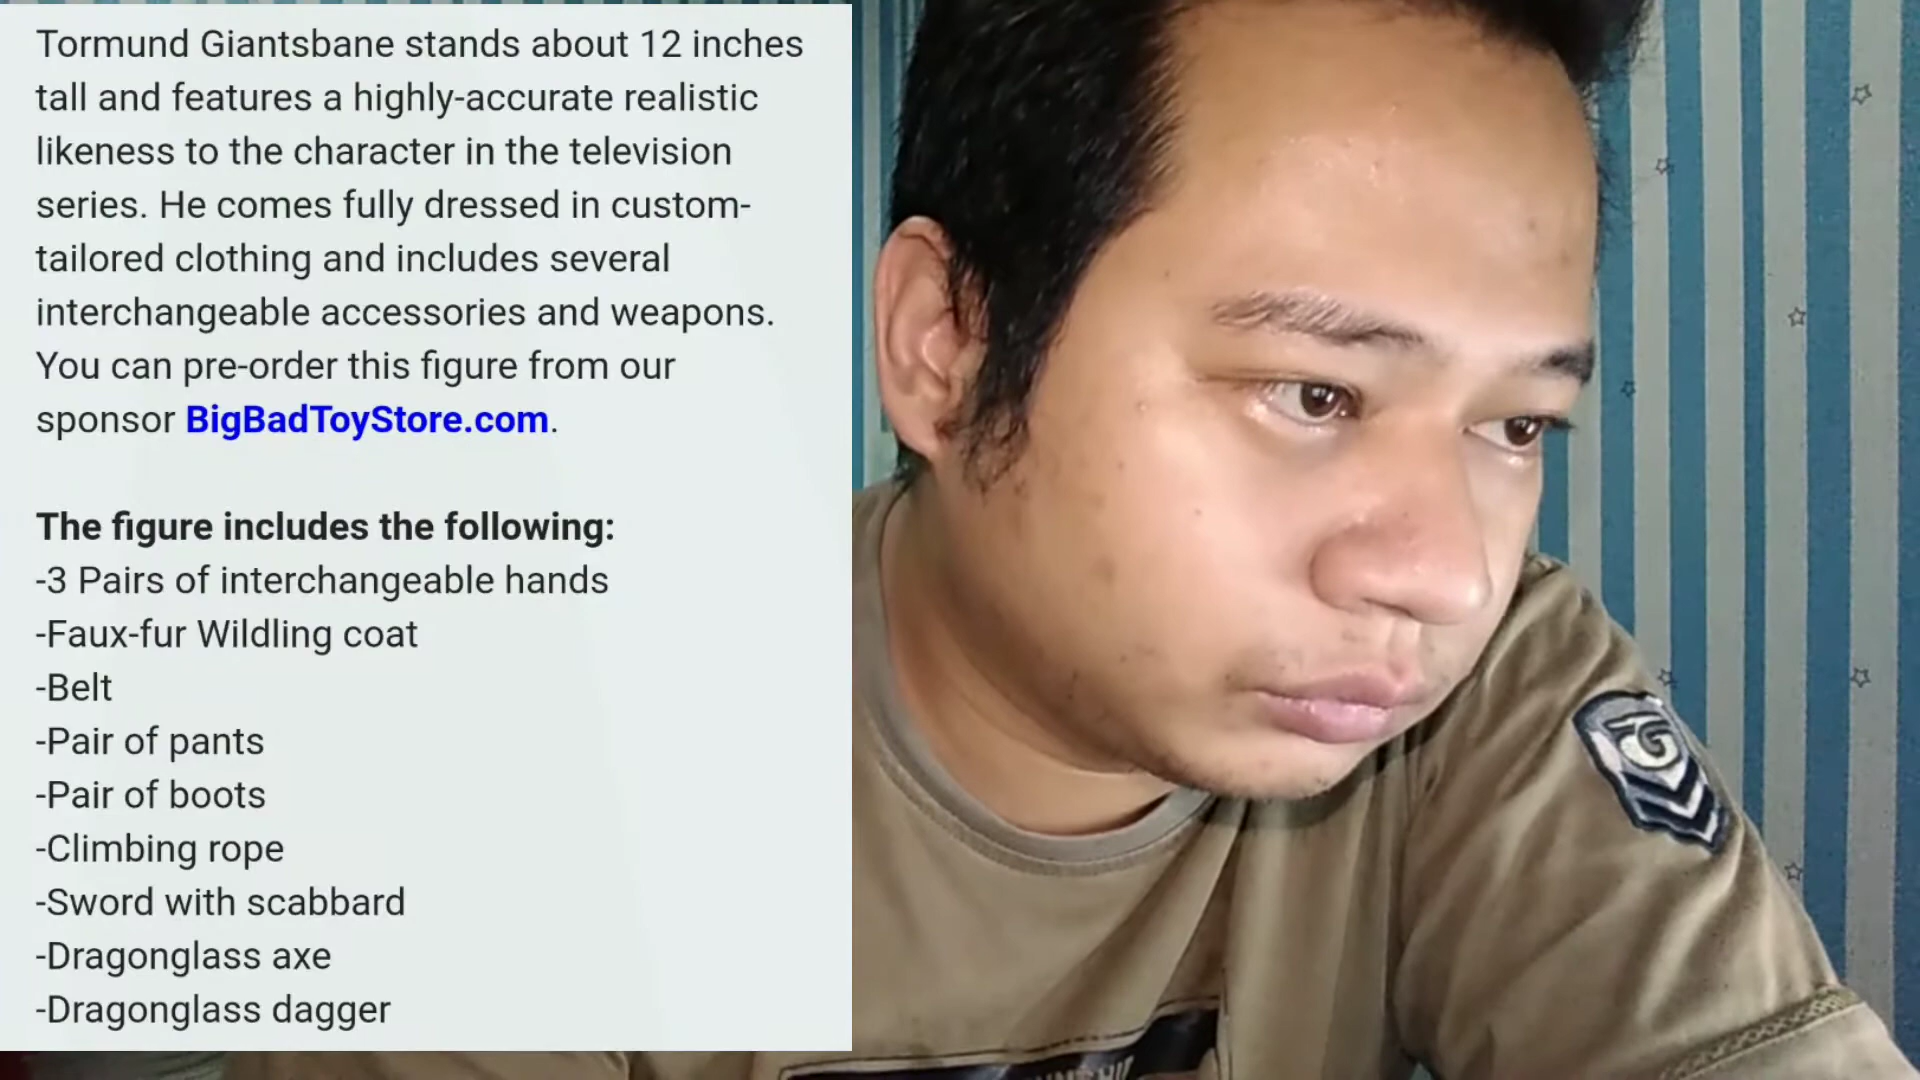 Tormund Giantsbane stands about 12 inches
tall and features a highly-accurate realistic
likeness to the character in the television
series. He comes fully dressed in custom-
tailored clothing and includes several
interchangeable accessories and weapons.
You can pre-order this figure from our
sponsor BigBadToyStore.com.
The figure includes the following:
-3 Pairs of interchangeable hands
-Faux-fur Wildling coat
-Belt
-Pair of pants
-Pair of boots
-Climbing rope
-Sword with scabbard
-Dragonglass axe
-Dragonglass dagger